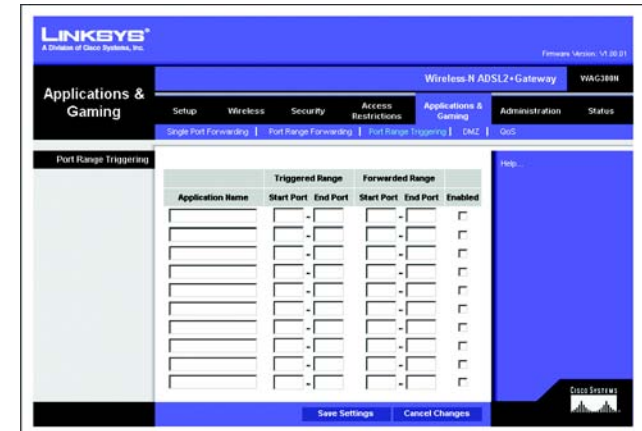 LINKSYS®
A Division of Cisco Systems, Inc.
Firmware Version: V1.00.01
Wireless-N ADSL2+Gateway WAG300N
Applications & Gaming
Setup Wireless Security Access Restrictions Applications & Gaming Administration Status
Single Port Forwarding | Port Range Forwarding | Port Range Triggering | DMZ | QoS
Port Range Triggering
Help...
Triggered Range Forwarded Range
Application Name Start Port End Port Start Port End Port Enabled
Save Settings Cancel Changes
CISCO SYSTEMS